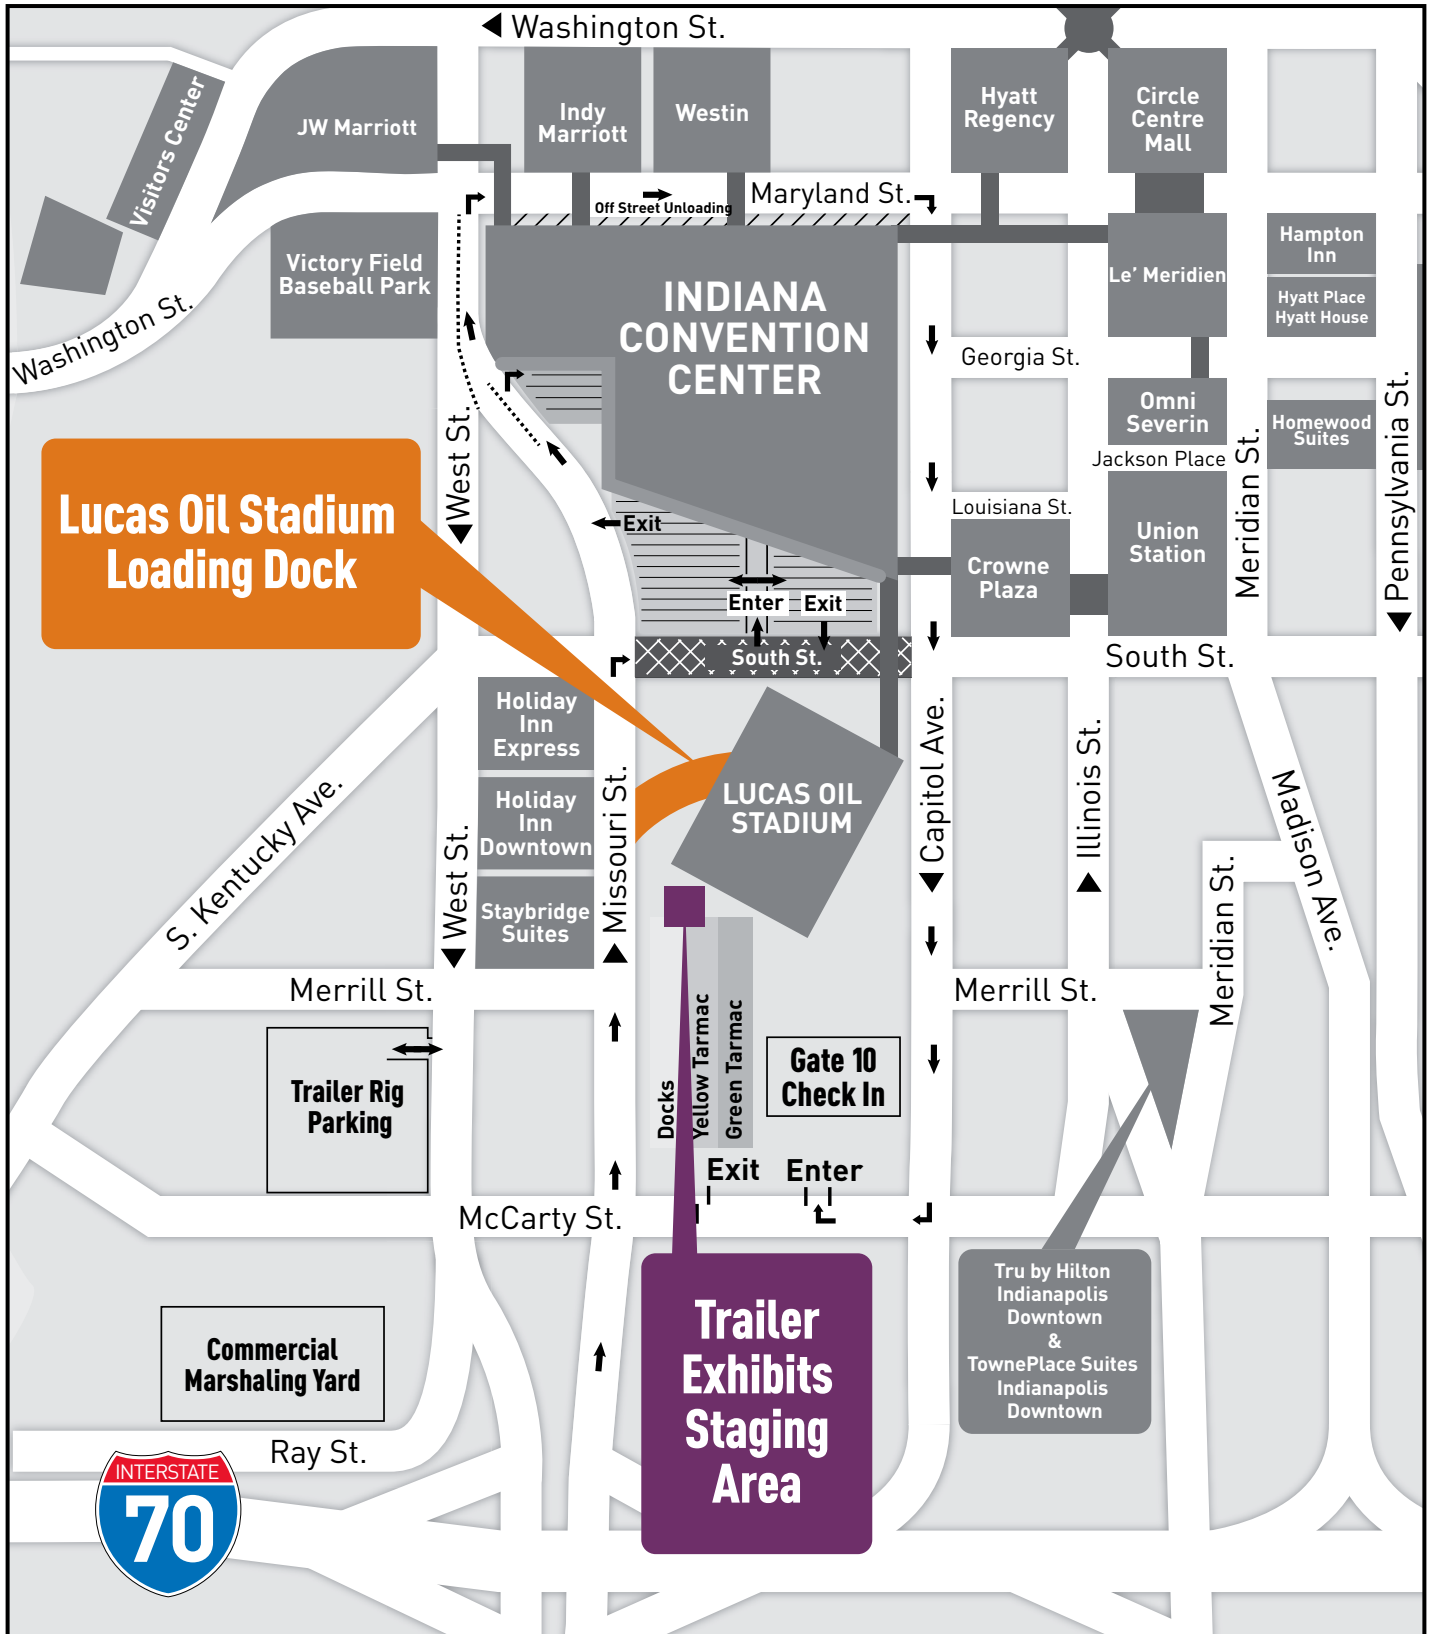 Washington St.
Visitors Center
JW Marriott
Indy
Marriott
Westin
Hyatt
Regency
Circle
Centre
Mall
Maryland St.
Off Street Unloading
Washington St.
Victory Field
Baseball Park
INDIANA
CONVENTION
CENTER
Le' Meridien
Hampton
Inn
Hyatt Place
Hyatt House
Georgia St.
Omni
Severin
Homewood
Suites
Jackson Place
Meridian St.
Pennsylvania St.
West St.
Lucas Oil Stadium
Loading Dock
Exit
Louisiana St.
Crowne
Plaza
Union
Station
Enter
Exit
South St.
South St.
Holiday
Inn
Express
Holiday
Inn
Downtown
Staybridge
Suites
S. Kentucky Ave.
West St.
Missouri St.
LUCAS OIL
STADIUM
Capitol Ave.
Illinois St.
Madison Ave.
Meridian St.
Merrill St.
Merrill St.
Trailer Rig
Parking
Docks
Yellow Tarmac
Green Tarmac
Gate 10
Check In
Exit
Enter
McCarty St.
Trailer
Exhibits
Staging
Area
Tru by Hilton
Indianapolis
Downtown
&
TownePlace Suites
Indianapolis
Downtown
Commercial
Marshaling Yard
Ray St.
INTERSTATE
70